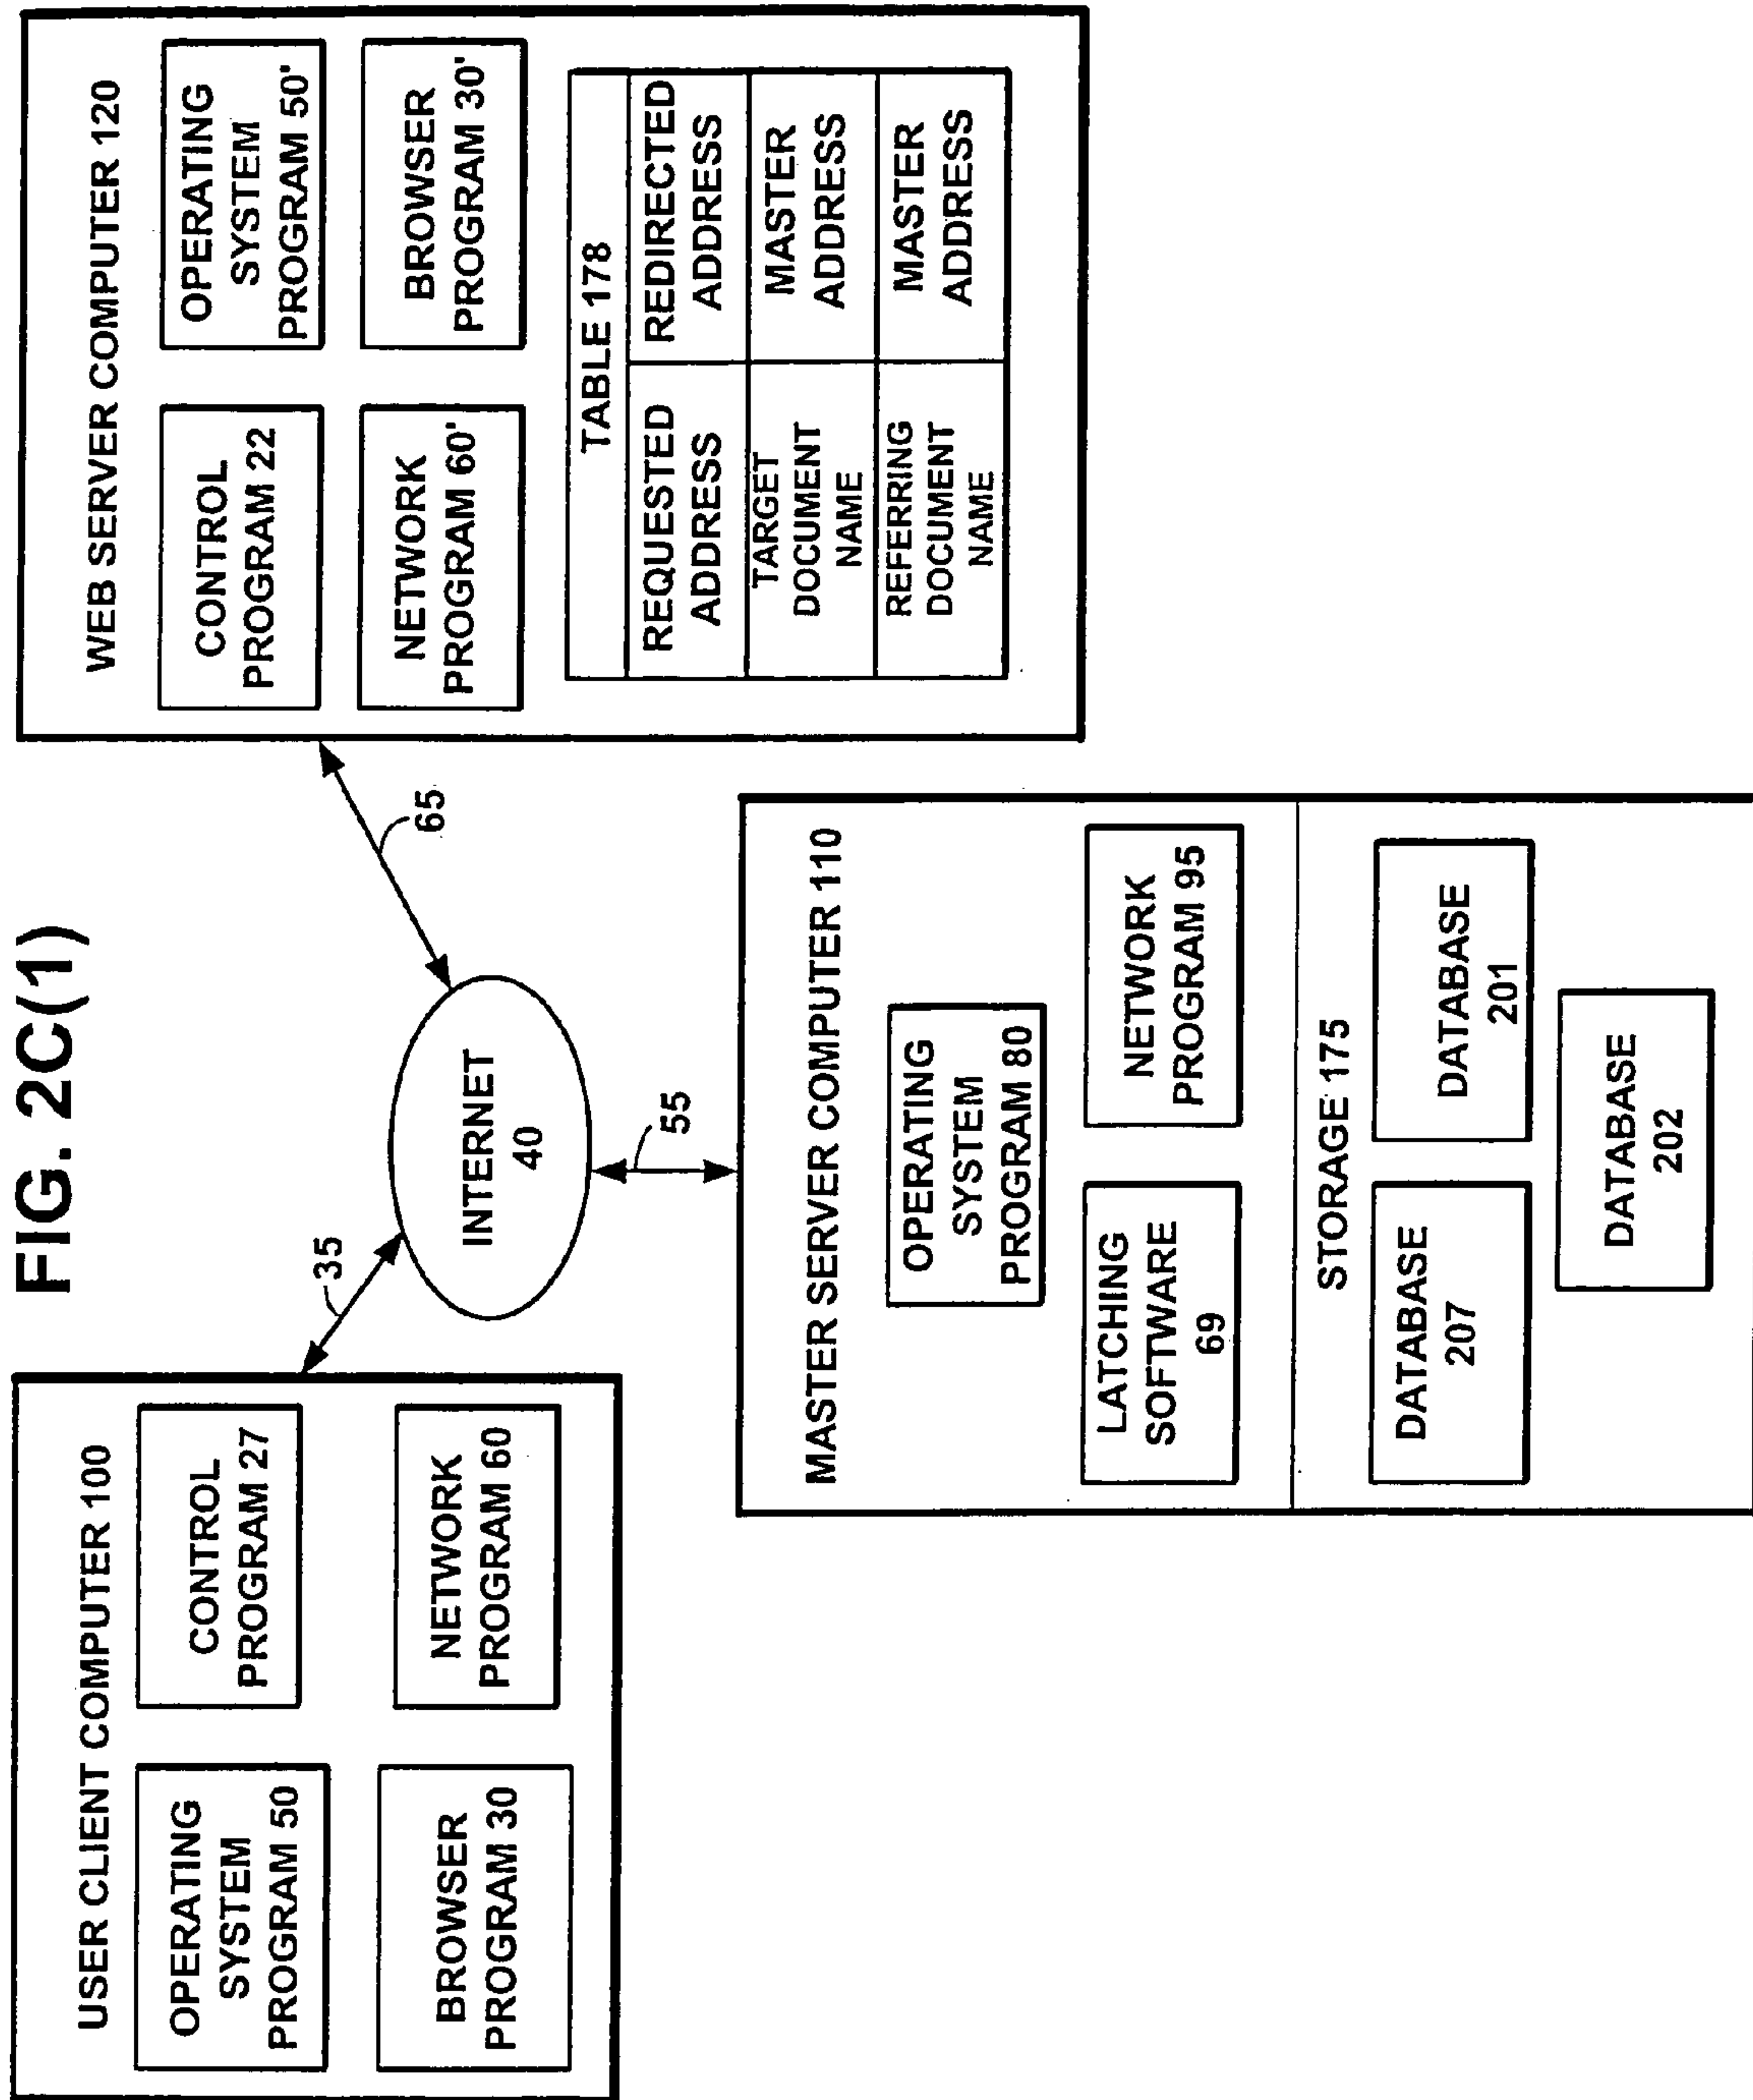 FIG. 2C(1)
USER CLIENT COMPUTER 100
OPERATING
SYSTEM
PROGRAM 50
CONTROL
PROGRAM 27
BROWSER
PROGRAM 30
NETWORK
PROGRAM 60
35
INTERNET
40
55
65
WEB SERVER COMPUTER 120
CONTROL
PROGRAM 22
OPERATING
SYSTEM
PROGRAM 50'
NETWORK
PROGRAM 60'
BROWSER
PROGRAM 30'
TABLE 178
REQUESTED
ADDRESS
REDIRECTED
ADDRESS
TARGET
DOCUMENT
NAME
MASTER
ADDRESS
REFERRING
DOCUMENT
NAME
MASTER
ADDRESS
MASTER SERVER COMPUTER 110
OPERATING
SYSTEM
PROGRAM 80
LATCHING
SOFTWARE
69
NETWORK
PROGRAM 95
STORAGE 175
DATABASE
207
DATABASE
201
DATABASE
202